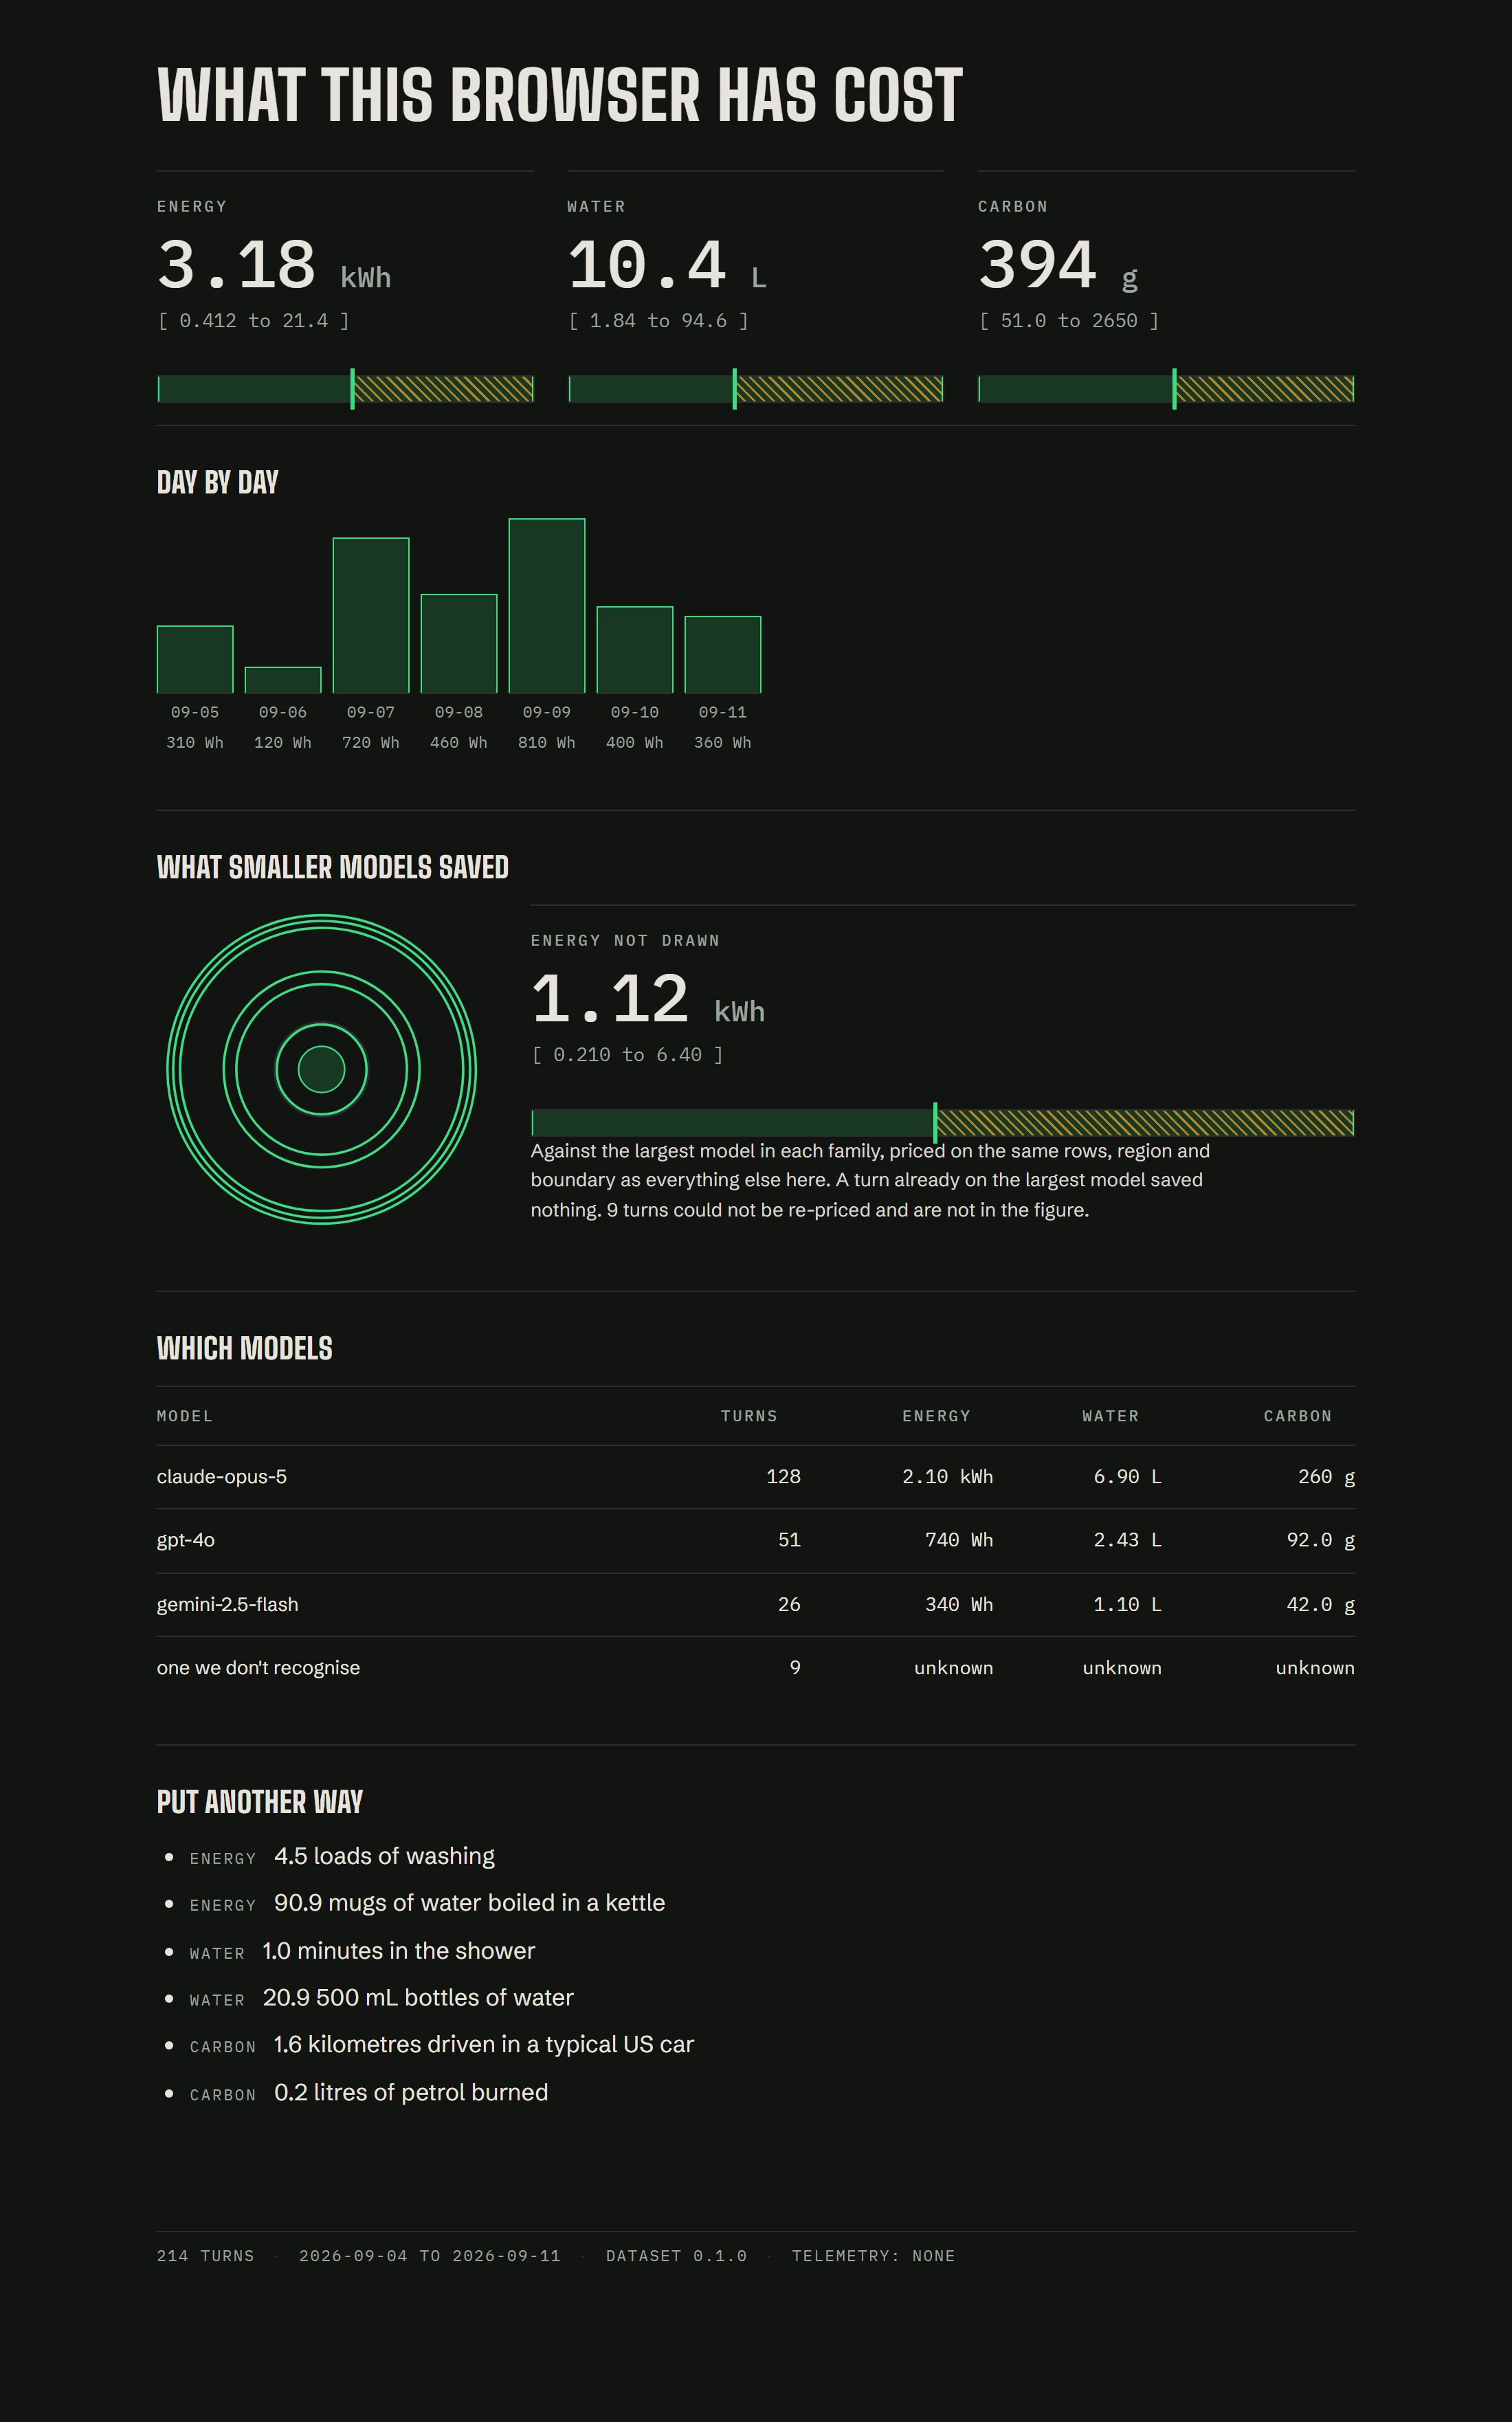 WHAT THIS BROWSER HAS COST
ENERGY
3.18 kWh
[ 0.412 to 21.4 ]
WATER
10.4 L
[ 1.84 to 94.6 ]
CARBON
394 g
[ 51.0 to 2650 ]
DAY BY DAY
09-05 09-06 09-07 09-08 09-09 09-10 09-11
310 Wh 120 Wh 720 Wh 460 Wh 810 Wh 400 Wh 360 Wh
WHAT SMALLER MODELS SAVED
ENERGY NOT DRAWN
1.12 kWh
[ 0.210 to 6.40 ]
Against the largest model in each family, priced on the same rows, region and
boundary as everything else here. A turn already on the largest model saved
nothing. 9 turns could not be re-priced and are not in the figure.
WHICH MODELS
MODEL TURNS ENERGY WATER CARBON
claude-opus-5 128 2.10 kWh 6.90 L 260 g
gpt-4o 51 740 Wh 2.43 L 92.0 g
gemini-2.5-flash 26 340 Wh 1.10 L 42.0 g
one we don't recognise 9 unknown unknown unknown
PUT ANOTHER WAY
• ENERGY 4.5 loads of washing
• ENERGY 90.9 mugs of water boiled in a kettle
• WATER 1.0 minutes in the shower
• WATER 20.9 500 mL bottles of water
• CARBON 1.6 kilometres driven in a typical US car
• CARBON 0.2 litres of petrol burned
214 TURNS · 2026-09-04 TO 2026-09-11 · DATASET 0.1.0 · TELEMETRY: NONE